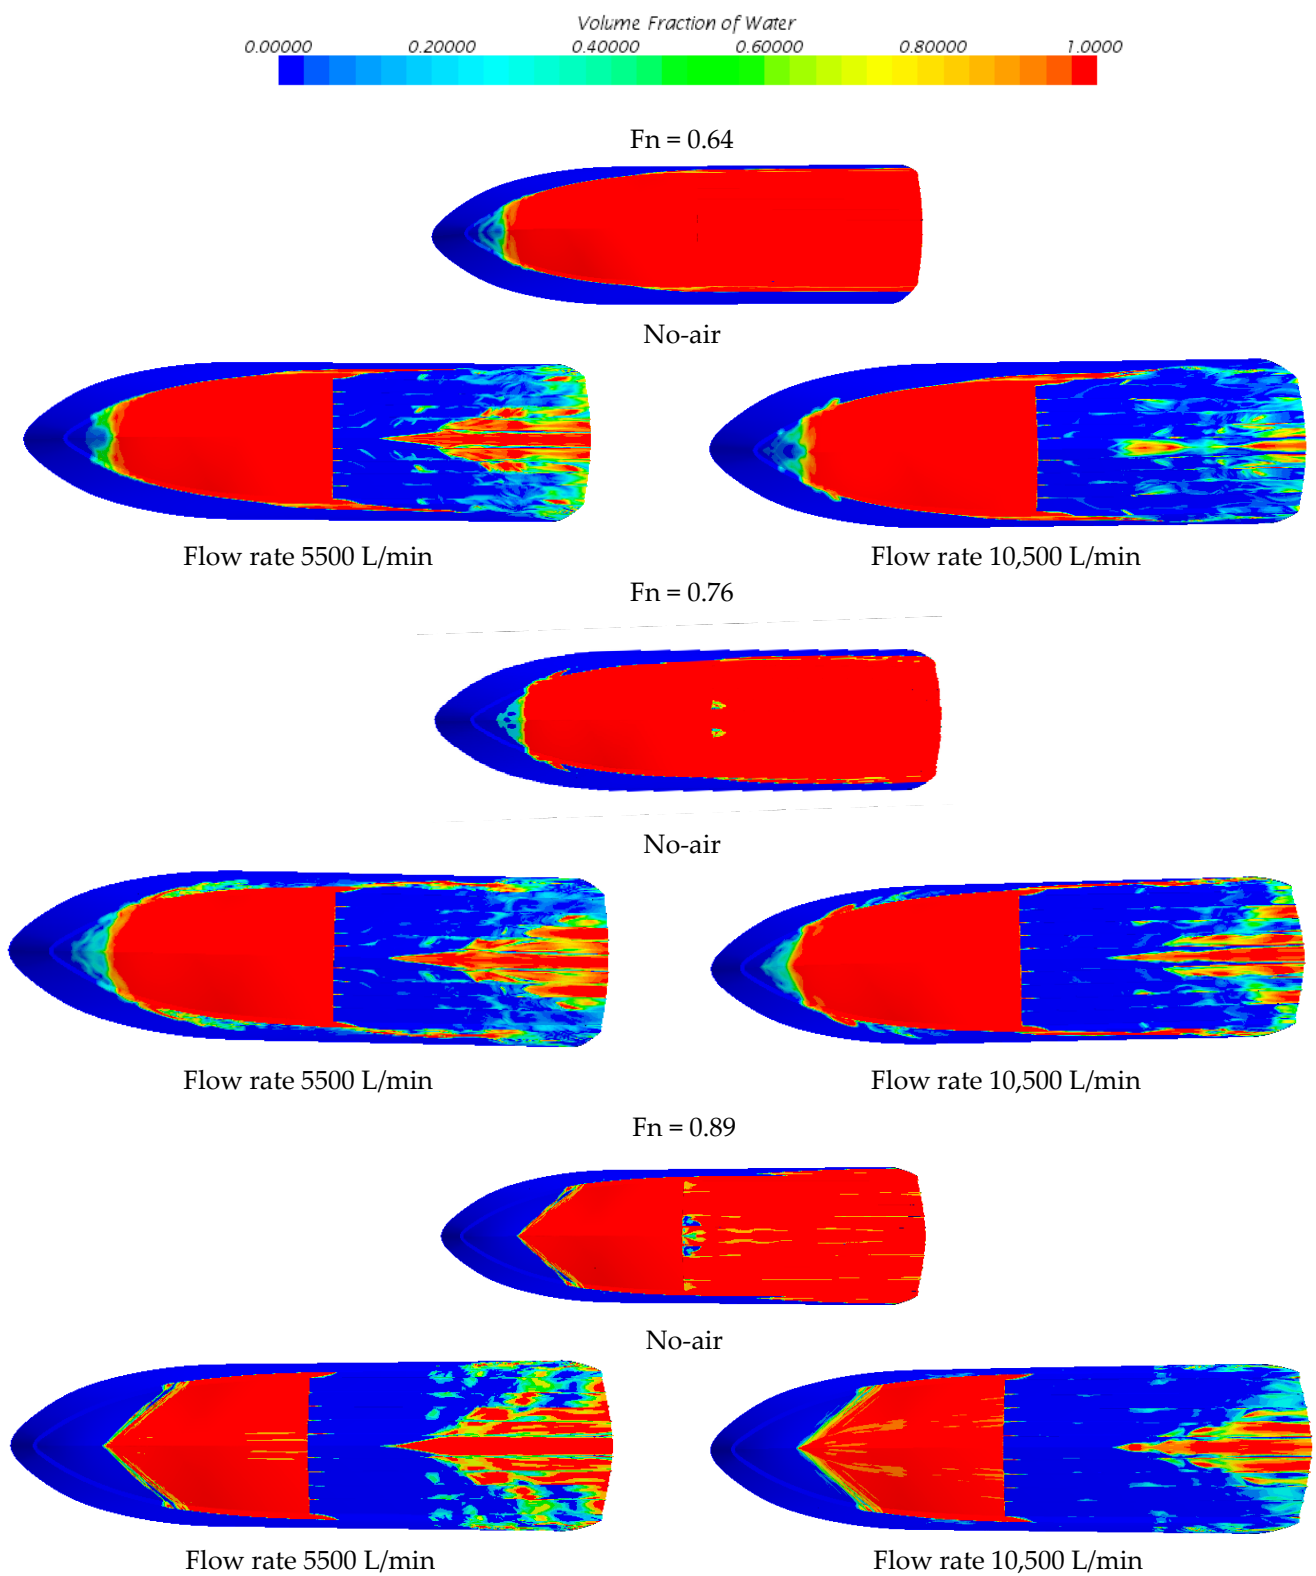 Volume Fraction of Water
0.00000 0.20000 0.40000 0.60000 0.80000 1.0000
Fn = 0.64
No-air
Flow rate 5500 L/min Flow rate 10,500 L/min
Fn = 0.76
No-air
Flow rate 5500 L/min Flow rate 10,500 L/min
Fn = 0.89
No-air
Flow rate 5500 L/min Flow rate 10,500 L/min